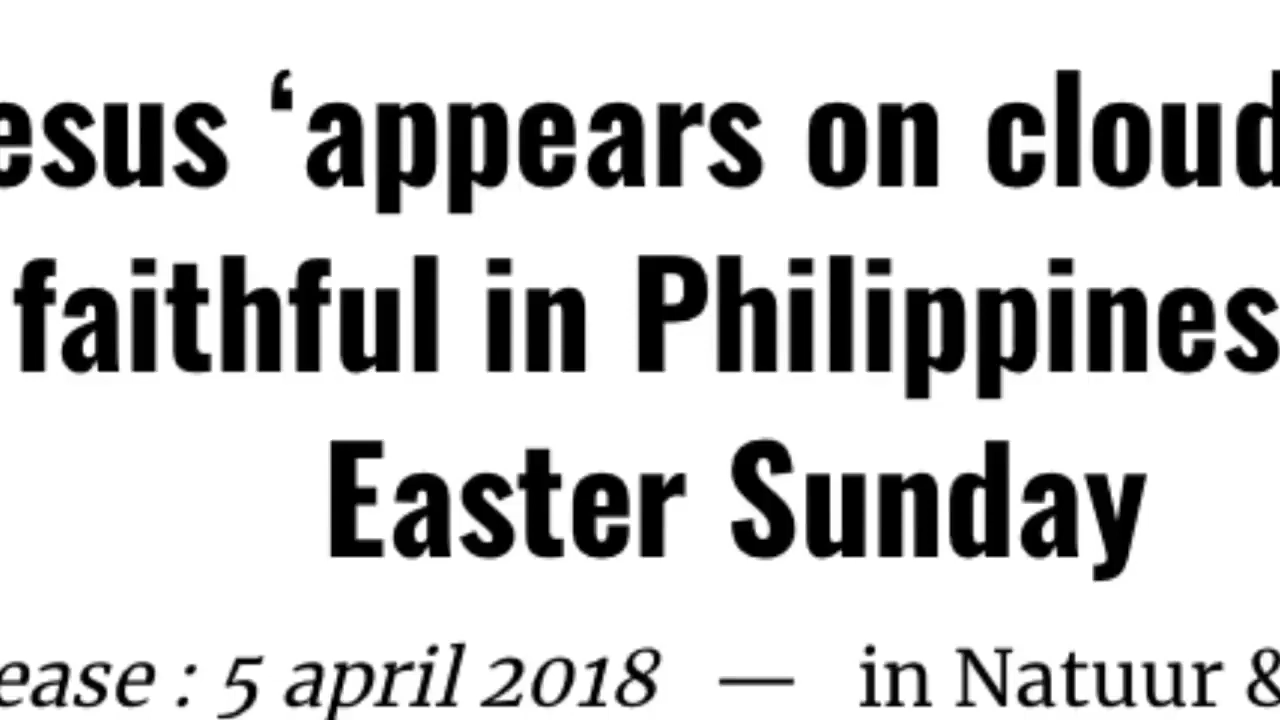 esus ‘appears on cloud
faithful in Philippines
Easter Sunday
ease : 5 april 2018 — in Natuur &